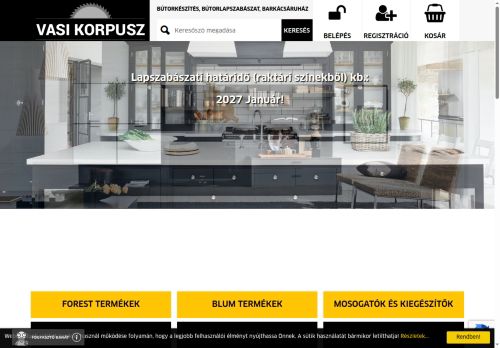 VASI KORPUSZ
BÚTORKÉSZÍTÉS, BÚTORLAPSZABÁSZAT, BARKÁCSÁRUHÁZ
Keresőszó megadása
KERESÉS
BELÉPÉS
REGISZTRÁCIÓ
KOSÁR
Lapszabászati határidő (raktári színekből) kb.:
2027 Január!
FOREST TERMÉKEK
BLUM TERMÉKEK
MOSOGATÓK ÉS KIEGÉSZÍTŐK
használ működése folyamán, hogy a legjobb felhasználói élményt nyújthassa Önnek. A sütik használatát bármikor letilthatja! Részletek...
FOGYASZTÓ BARÁT
Rendben!